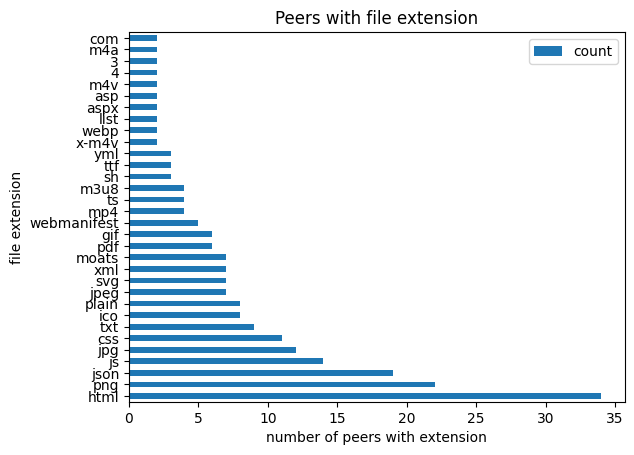 Peers with file extension
count
com
m4a
3
4
m4v
asp
aspx
llst
webp
x-m4v
yml
ttf
sh
m3u8
ts
mp4
webmanifest
gif
pdf
moats
xml
svg
jpeg
plain
ico
txt
css
jpg
js
json
png
html
file extension
0 5 10 15 20 25 30 35
number of peers with extension